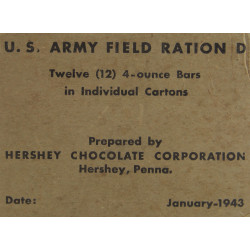 U. S. ARMY FIELD RATION D
Twelve (12) 4-ounce Bars
in Individual Cartons
Prepared by
HERSHEY CHOCOLATE CORPORATION
Hershey, Penna.
Date: January-1943